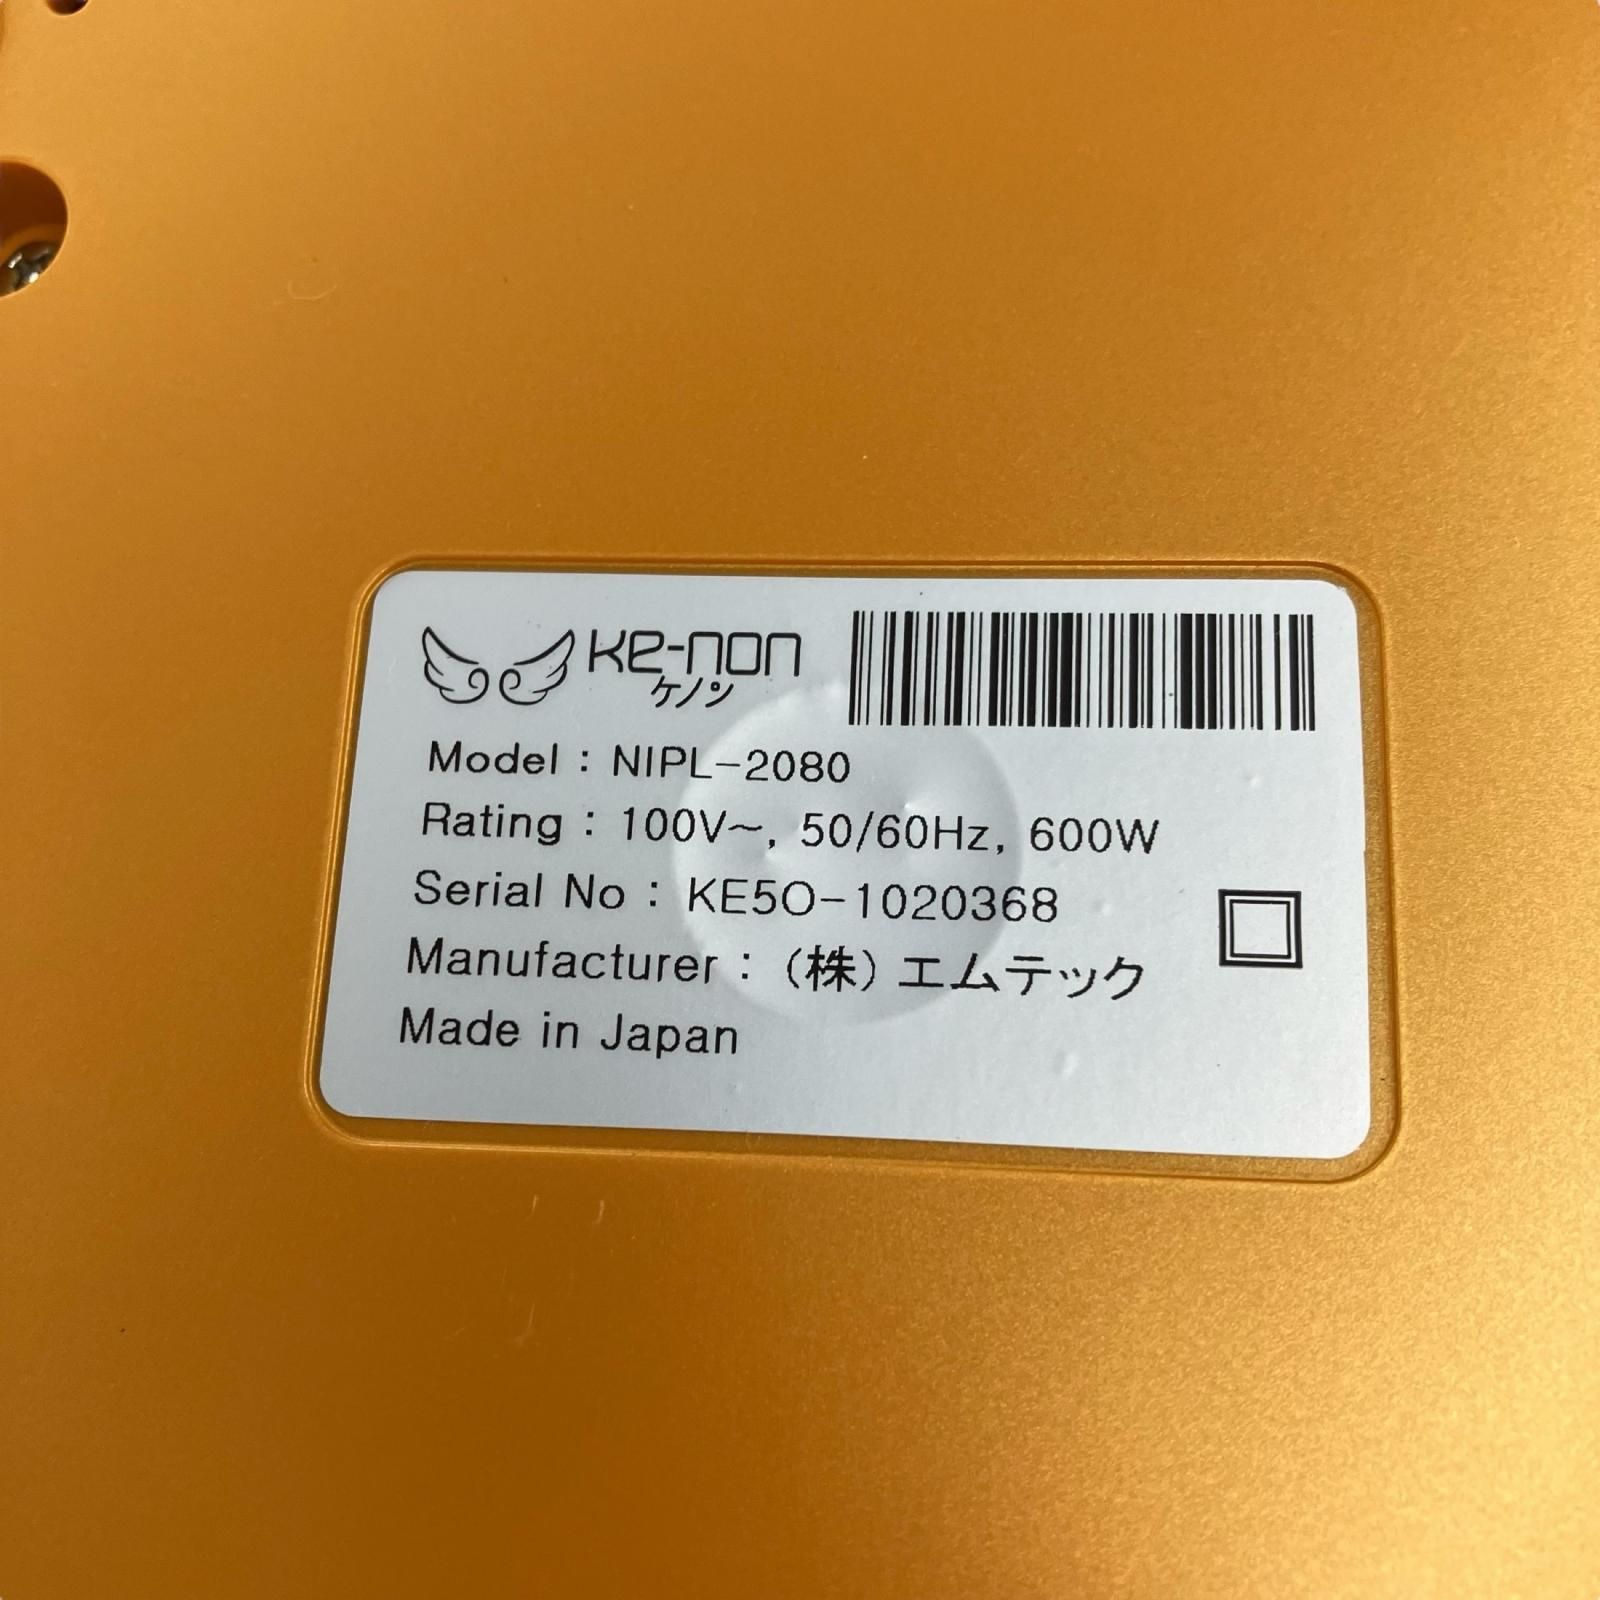 Ke-non
ケノン
Model : NIPL-2080
Rating : 100V~, 50/60Hz, 600W
Serial No : KE5O-1020368
Manufacturer : (株) エムテック
Made in Japan